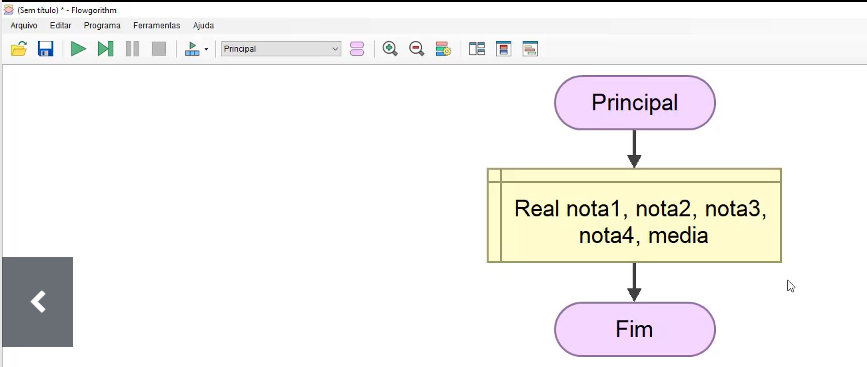 (Sem título) * - Flowgorithm
Arquivo Editar Programa Ferramentas Ajuda
Principal
Principal
Real nota1, nota2, nota3,
nota4, media
Fim